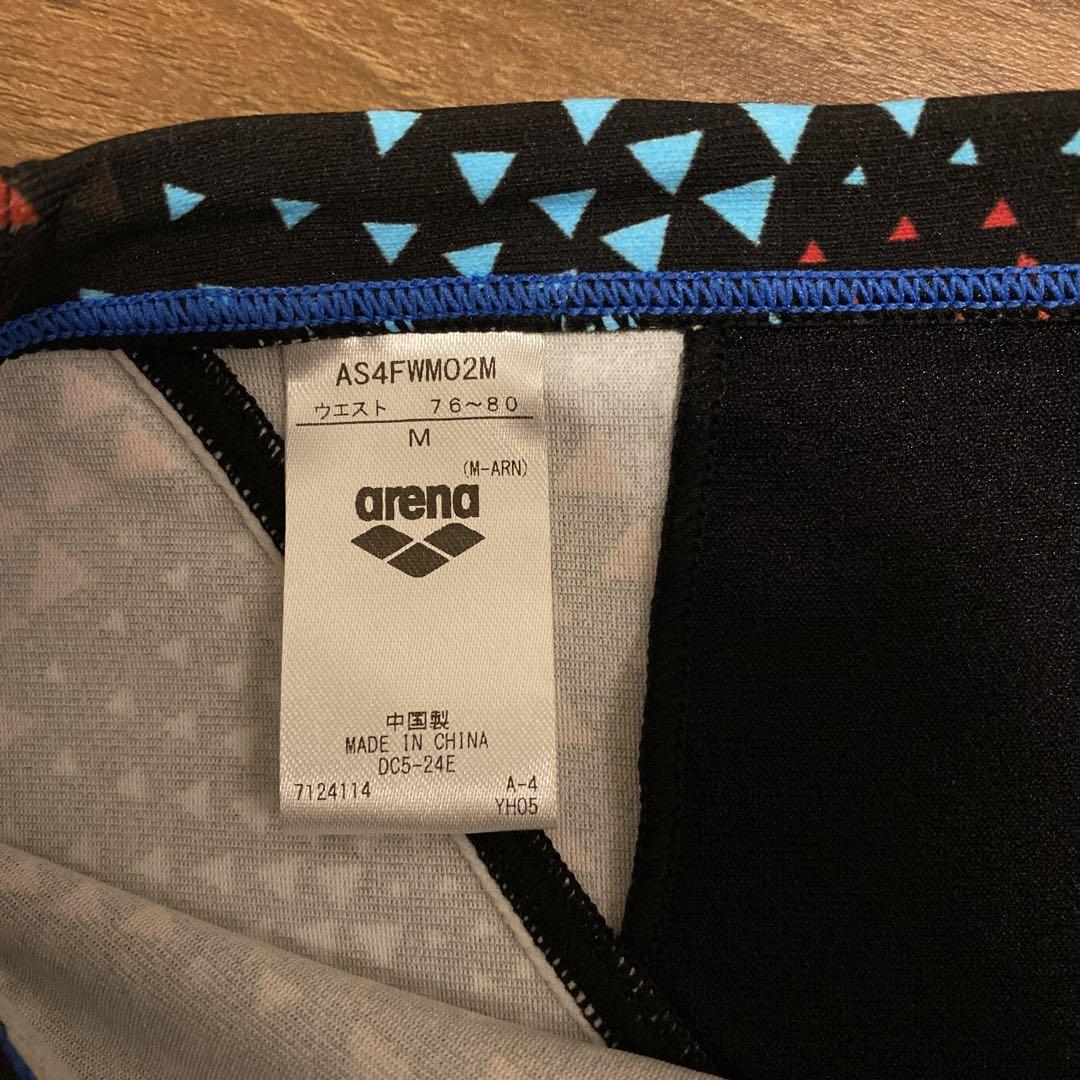 AS4FWM02M
ウエスト 76～80
M
(M-ARN)
arena
中国製
MADE IN CHINA
DC5-24E
7124114 A-4
YH05